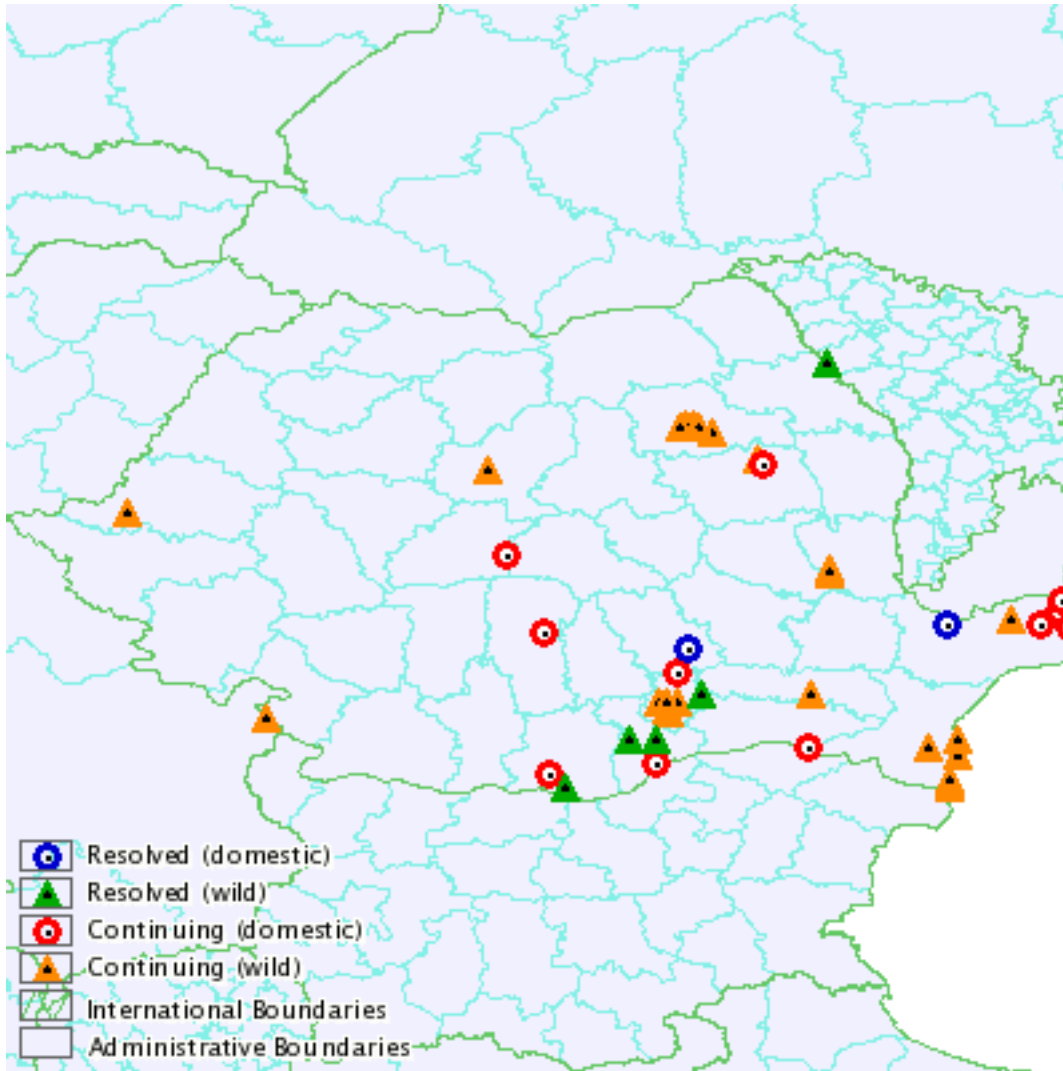 Resolved (domestic)
Resolved (wild)
Continuing (domestic)
Continuing (wild)
International Boundaries
Administrative Boundaries